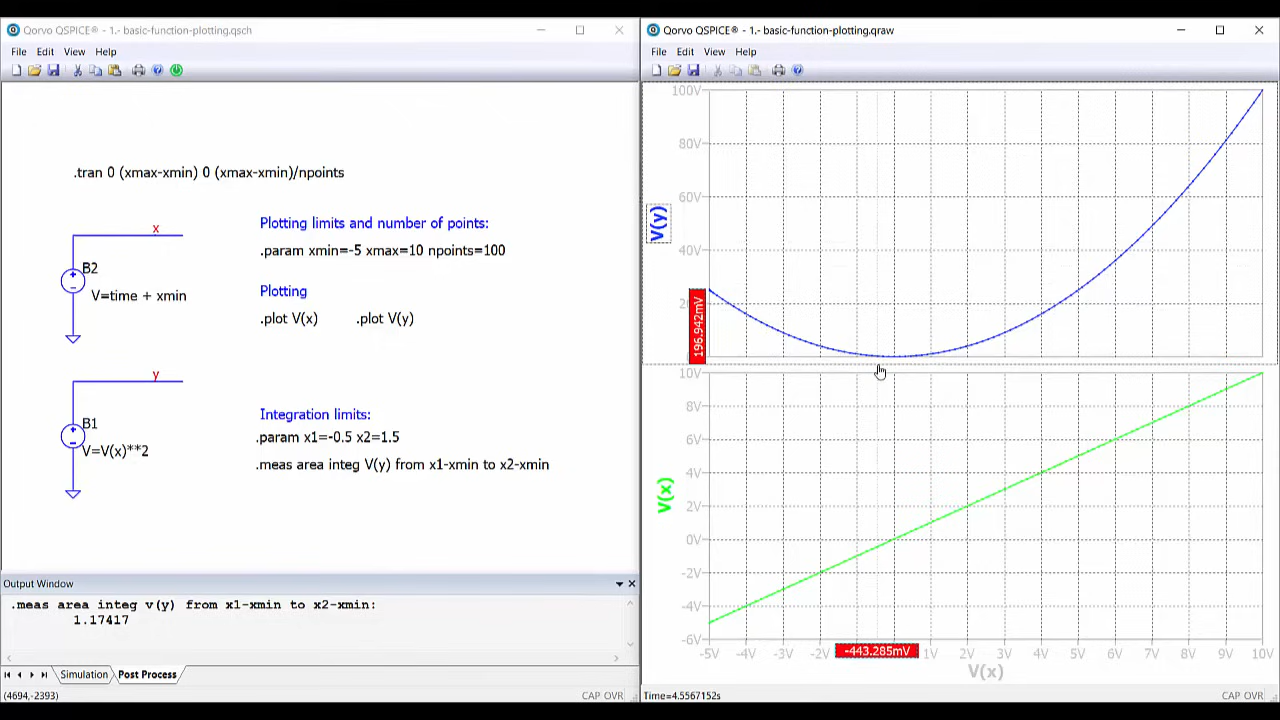 Qorvo QSPICE® - 1.- basic-function-plotting.qsch
File Edit View Help
.tran 0 (xmax-xmin) 0 (xmax-xmin)/npoints
x
B2
V=time + xmin
Plotting limits and number of points:
.param xmin=-5 xmax=10 npoints=100
Plotting
.plot V(x) .plot V(y)
y
B1
V=V(x)**2
Integration limits:
.param x1=-0.5 x2=1.5
.meas area integ V(y) from x1-xmin to x2-xmin
Output Window
.meas area integ v(y) from x1-xmin to x2-xmin:
1.17417
Simulation Post Process
(4694,-2393) CAP OVR
Qorvo QSPICE® - 1.- basic-function-plotting.qraw
File Edit View Help
100V
80V
60V
40V
V(y)
196.942mV
10V
8V
6V
4V
2V
0V
-2V
-4V
-6V
V(x)
-5V -4V -3V -2V -443.285mV 1V 2V 3V 4V 5V 6V 7V 8V 9V 10V
V(x)
Time=4.5567152s CAP OVR